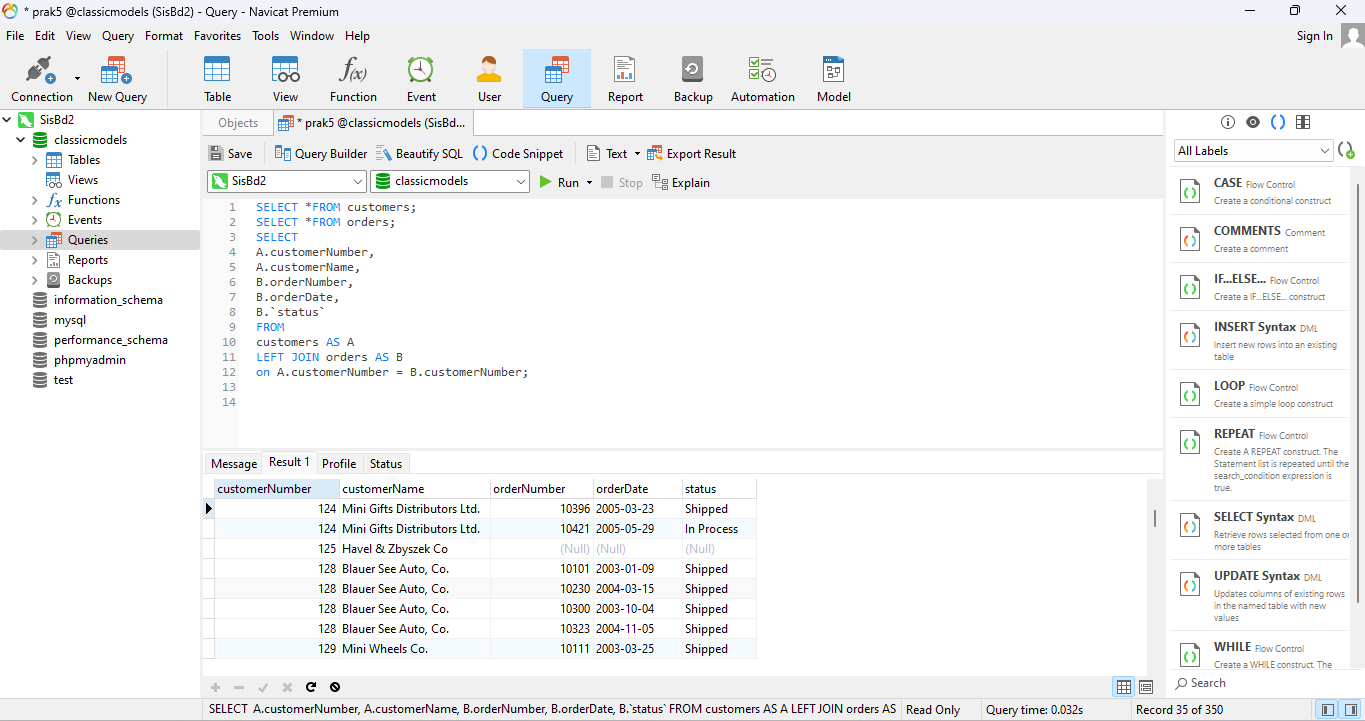 * prak5 @classicmodels (SisBd2) - Query - Navicat Premium
File Edit View Query Format Favorites Tools Window Help
Sign In
Connection New Query Table View Function Event User Query Report Backup Automation Model
f(x)
SisBd2
classicmodels
Tables
Views
Functions
Events
Queries
Reports
Backups
information_schema
mysql
performance_schema
phpmyadmin
test
Objects * prak5 @classicmodels (SisBd...
Save Query Builder Beautify SQL Code Snippet Text Export Result
SisBd2 classicmodels Run Stop Explain
1 SELECT *FROM customers;
2 SELECT *FROM orders;
3 SELECT
4 A.customerNumber,
5 A.customerName,
6 B.orderNumber,
7 B.orderDate,
8 B.`status`
9 FROM
10 customers AS A
11 LEFT JOIN orders AS B
12 on A.customerNumber = B.customerNumber;
13
14
Message Result 1 Profile Status
customerNumber customerName orderNumber orderDate status
124 Mini Gifts Distributors Ltd. 10396 2005-03-23 Shipped
124 Mini Gifts Distributors Ltd. 10421 2005-05-29 In Process
125 Havel & Zbyszek Co (Null) (Null) (Null)
128 Blauer See Auto, Co. 10101 2003-01-09 Shipped
128 Blauer See Auto, Co. 10230 2004-03-15 Shipped
128 Blauer See Auto, Co. 10300 2003-10-04 Shipped
128 Blauer See Auto, Co. 10323 2004-11-05 Shipped
129 Mini Wheels Co. 10111 2003-03-25 Shipped
SELECT A.customerNumber, A.customerName, B.orderNumber, B.orderDate, B.`status` FROM customers AS A LEFT JOIN orders AS Read Only Query time: 0.032s Record 35 of 350
All Labels
CASE Flow Control
Create a conditional construct
COMMENTS Comment
Create a comment
IF...ELSE... Flow Control
Create a IF...ELSE... construct
INSERT Syntax DML
Insert new rows into an existing
table
LOOP Flow Control
Create a simple loop construct
REPEAT Flow Control
Create A REPEAT construct. The
Statement list is repeated until the
search_condition expression is
true.
SELECT Syntax DML
Retrieve rows selected from one or
more tables
UPDATE Syntax DML
Updates columns of existing rows
in the named table with new
values
WHILE Flow Control
Create a WHILE construct. The
Search